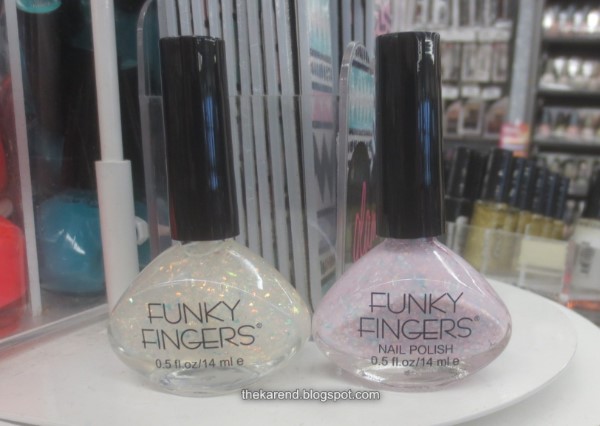 FUNKY
FINGERS®
0.5 fl.oz/14 ml e
FUNKY
FINGERS®
NAIL POLISH
0.5 fl.oz/14 ml e
thekarend.blogspot.com